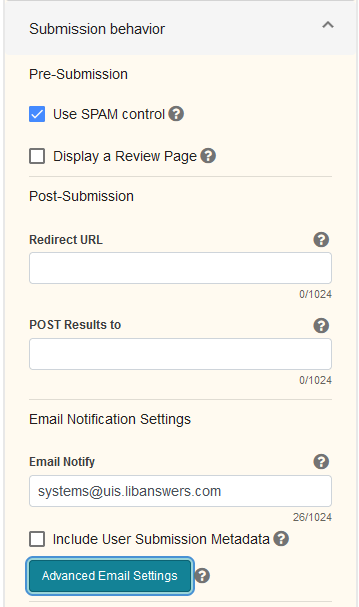 Submission behavior
Pre-Submission
Use SPAM control ?
Display a Review Page ?
Post-Submission
Redirect URL ?
0/1024
POST Results to ?
0/1024
Email Notification Settings
Email Notify ?
systems@uis.libanswers.com
26/1024
Include User Submission Metadata ?
Advanced Email Settings ?